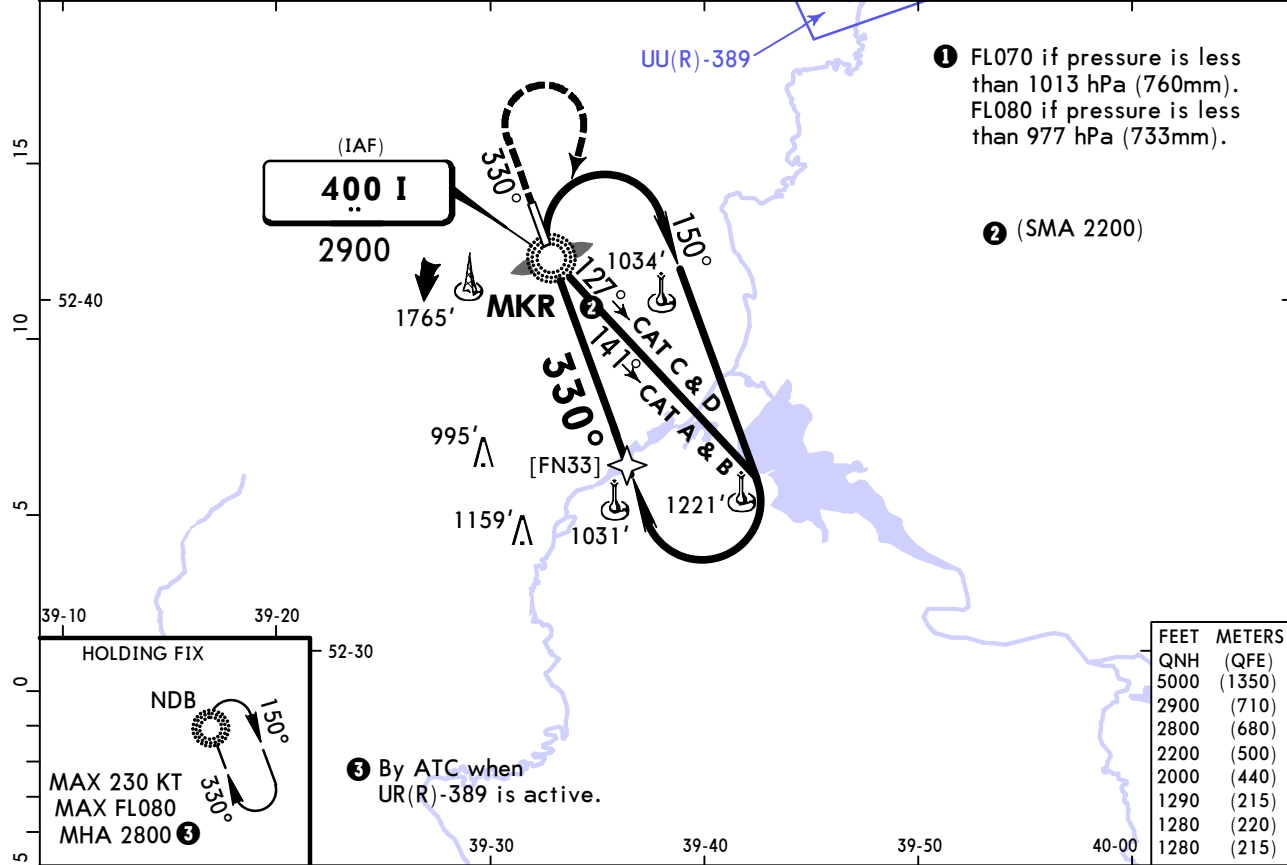 UU(R)-389
❶ FL070 if pressure is less
than 1013 hPa (760mm).
FL080 if pressure is less
than 977 hPa (733mm).
15
(IAF)
400 I
2900
330°
150°
❷ (SMA 2200)
1034'
127°
52-40
1765'
MKR ❷
CAT C & D
141°
CAT A & B
10
330°
995'
[FN33]
1221'
1159'
1031'
5
39-10
39-20
HOLDING FIX
52-30
0
NDB
150°
330°
MAX 230 KT
MAX FL080
MHA 2800 ❸
❸ By ATC when
UR(R)-389 is active.
5
39-30
39-40
39-50
40-00
FEET METERS
QNH (QFE)
5000 (1350)
2900 (710)
2800 (680)
2200 (500)
2000 (440)
1290 (215)
1280 (220)
1280 (215)